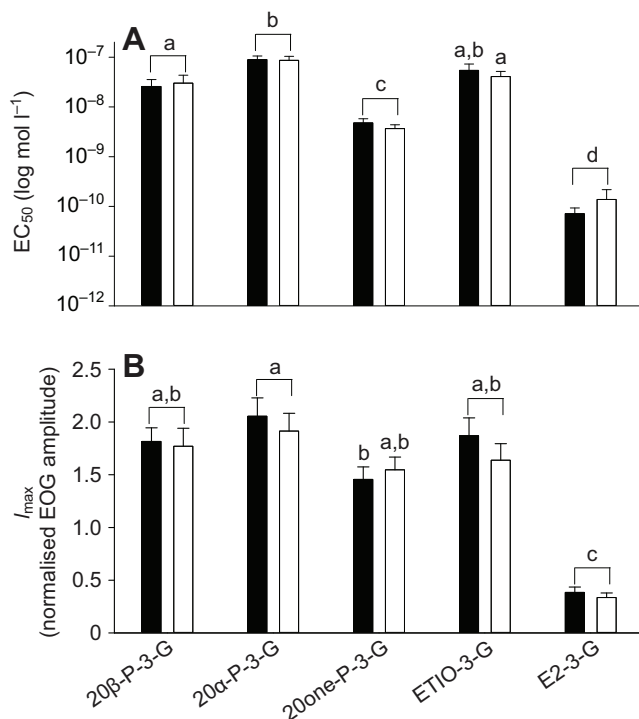 A
EC₅₀ (log mol l⁻¹)
10⁻⁷
10⁻⁸
10⁻⁹
10⁻¹⁰
10⁻¹¹
10⁻¹²
a
b
c
a,b
a
d
B
I_max
(normalised EOG amplitude)
2.5
2.0
1.5
1.0
0.5
0
a,b
a
b
a,b
a,b
c
20β-P-3-G
20α-P-3-G
20one-P-3-G
ETIO-3-G
E2-3-G